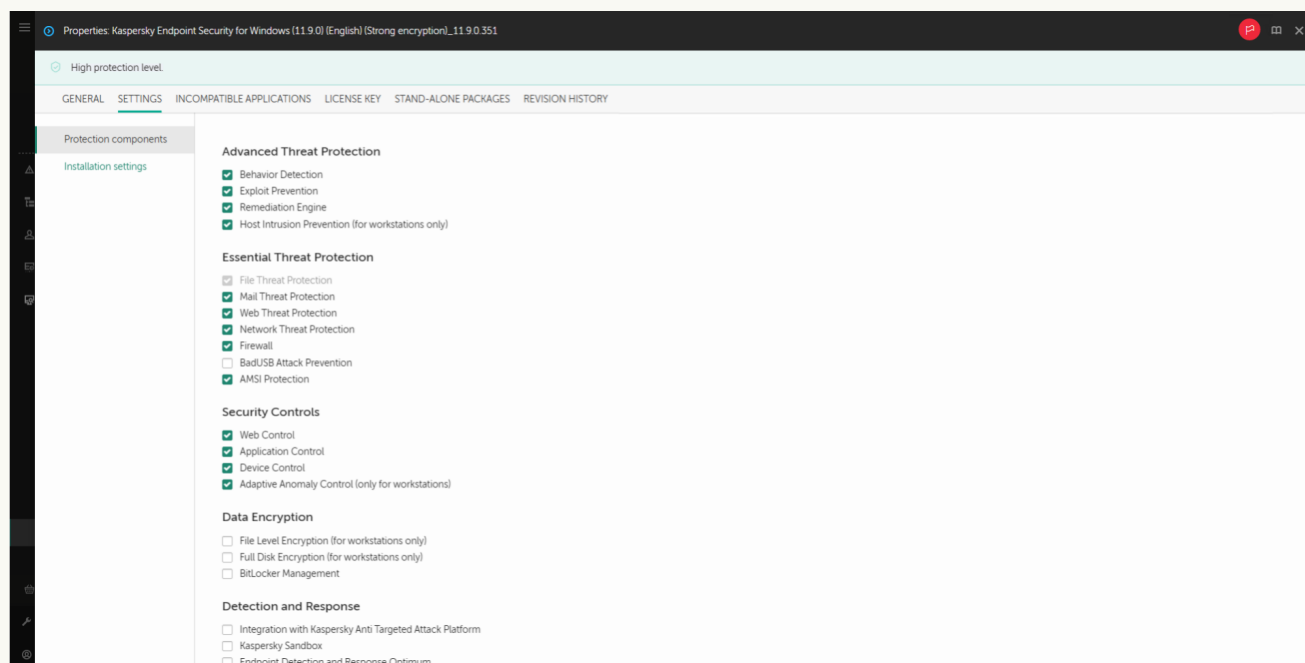 Properties: Kaspersky Endpoint Security for Windows (11.9.0) (English) (Strong encryption)_11.9.0.351
High protection level.
GENERAL SETTINGS INCOMPATIBLE APPLICATIONS LICENSE KEY STAND-ALONE PACKAGES REVISION HISTORY
Protection components
Installation settings
Advanced Threat Protection
Behavior Detection
Exploit Prevention
Remediation Engine
Host Intrusion Prevention (for workstations only)
Essential Threat Protection
File Threat Protection
Mail Threat Protection
Web Threat Protection
Network Threat Protection
Firewall
BadUSB Attack Prevention
AMSI Protection
Security Controls
Web Control
Application Control
Device Control
Adaptive Anomaly Control (only for workstations)
Data Encryption
File Level Encryption (for workstations only)
Full Disk Encryption (for workstations only)
BitLocker Management
Detection and Response
Integration with Kaspersky Anti Targeted Attack Platform
Kaspersky Sandbox
Endpoint Detection and Response Optimum